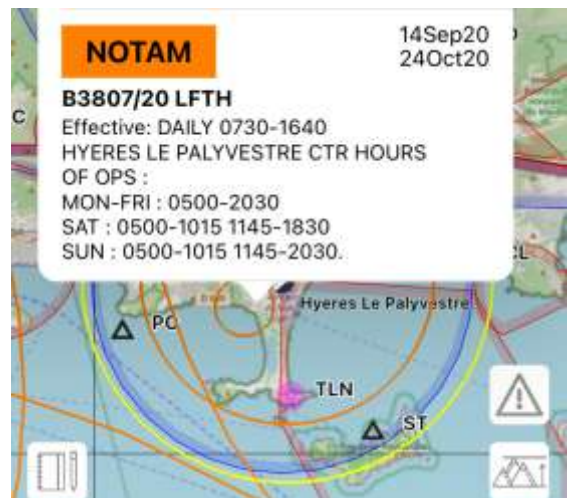 NOTAM
14Sep20
24Oct20
B3807/20 LFTH
Effective: DAILY 0730-1640
HYERES LE PALYVESTRE CTR HOURS
OF OPS :
MON-FRI : 0500-2030
SAT : 0500-1015 1145-1830
SUN : 0500-1015 1145-2030.
C
CL
Hyeres Le Palyvestre
PC
TLN
ST